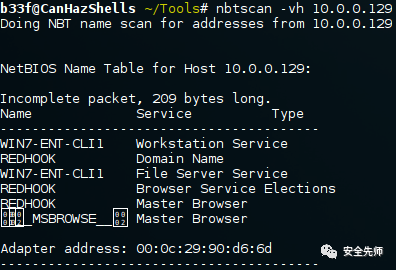 b33f@CanHazShells ~/Tools# nbtscan -vh 10.0.0.129
Doing NBT name scan for addresses from 10.0.0.129
NetBIOS Name Table for Host 10.0.0.129:
Incomplete packet, 209 bytes long.
Name Service Type
----------------------------------------
WIN7-ENT-CLI1 Workstation Service
REDHOOK Domain Name
WIN7-ENT-CLI1 File Server Service
REDHOOK Browser Service Elections
REDHOOK Master Browser
__MSBROWSE__ Master Browser
Adapter address: 00:0c:29:90:d6:6d
----------------------------------------
安全先师